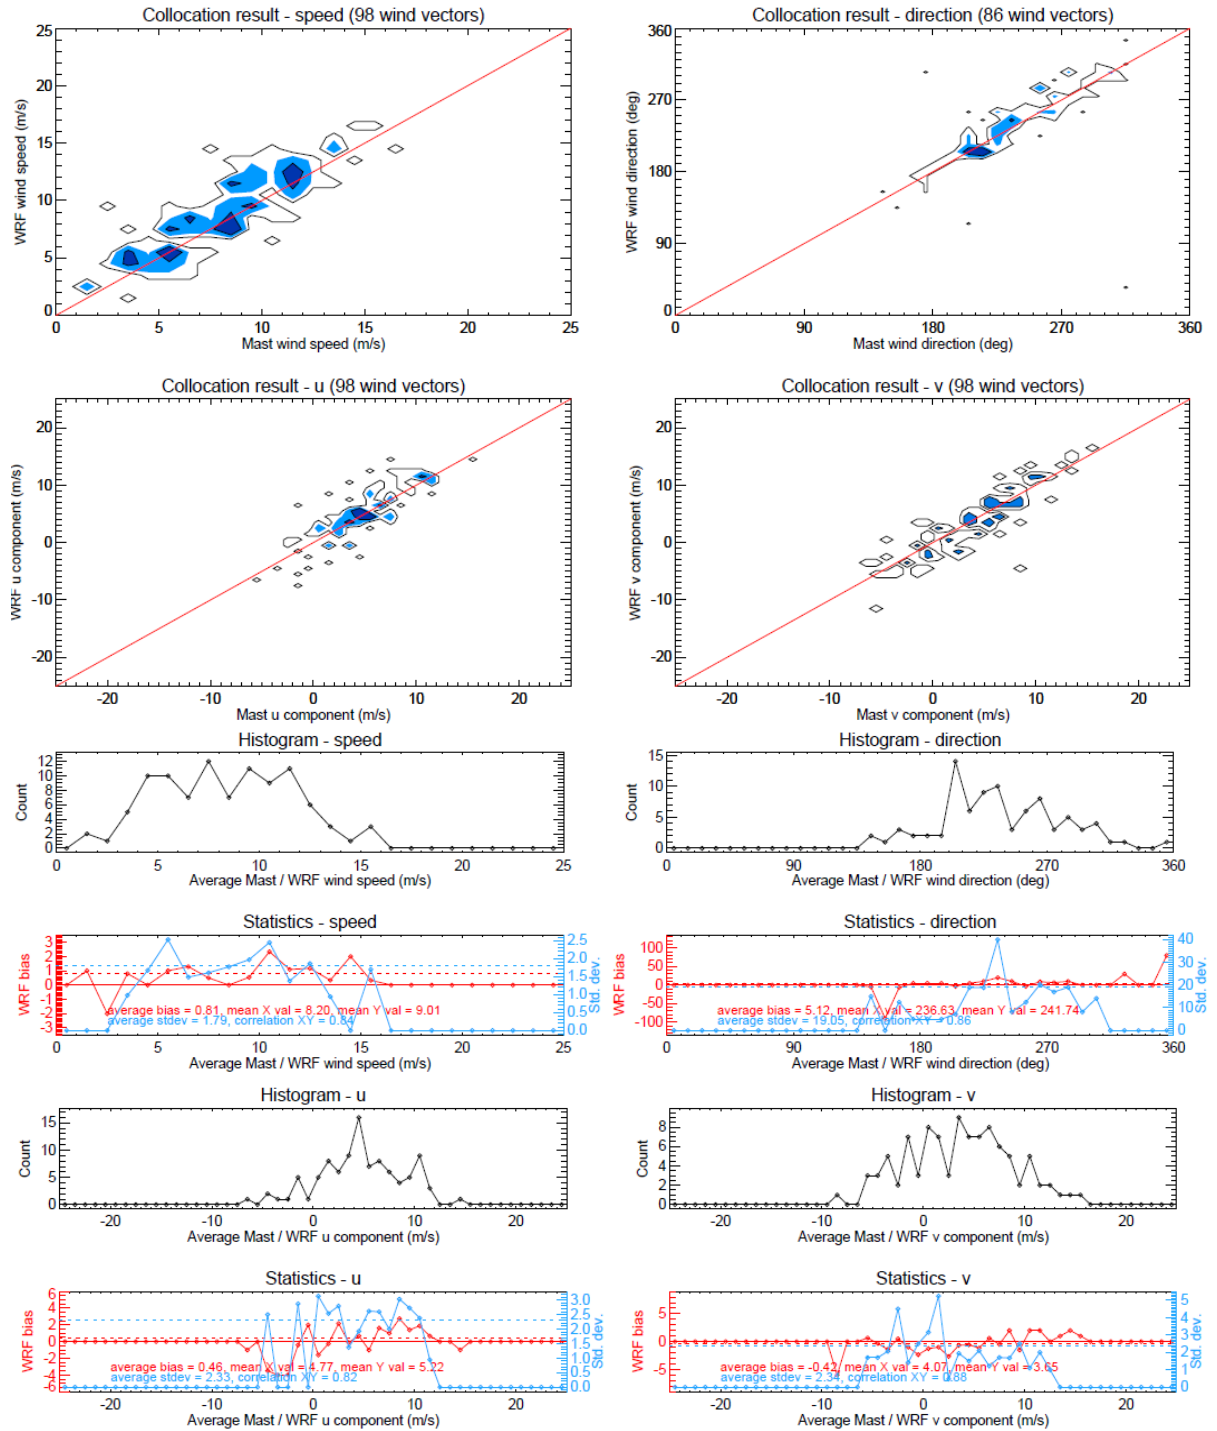 Collocation result - speed (98 wind vectors)
25
20
15
10
5
0
WRF wind speed (m/s)
0 5 10 15 20 25
Mast wind speed (m/s)
Collocation result - direction (86 wind vectors)
360
270
180
90
0
WRF wind direction (deg)
0 90 180 270 360
Mast wind direction (deg)
Collocation result - u (98 wind vectors)
20
10
0
-10
-20
WRF u component (m/s)
-20 -10 0 10 20
Mast u component (m/s)
Collocation result - v (98 wind vectors)
20
10
0
-10
-20
WRF v component (m/s)
-20 -10 0 10 20
Mast v component (m/s)
Histogram - speed
12
10
8
6
4
2
0
Count
0 5 10 15 20 25
Average Mast / WRF wind speed (m/s)
Histogram - direction
15
10
5
0
Count
0 90 180 270 360
Average Mast / WRF wind direction (deg)
Statistics - speed
3
2
1
0
-1
-2
-3
WRF bias
2.5
2.0
1.5
1.0
0.5
0.0
Std. dev.
average bias = 0.81, mean X val = 8.20, mean Y val = 9.01
average stdev = 1.79, correlation XY = 0.84
0 5 10 15 20 25
Average Mast / WRF wind speed (m/s)
Statistics - direction
100
50
0
-50
-100
WRF bias
40
30
20
10
0
Std. dev.
average bias = 5.12, mean X val = 236.63, mean Y val = 241.74
average stdev = 19.05, correlation XY = 0.86
0 90 180 270 360
Average Mast / WRF wind direction (deg)
Histogram - u
15
10
5
0
Count
-20 -10 0 10 20
Average Mast / WRF u component (m/s)
Histogram - v
8
6
4
2
0
Count
-20 -10 0 10 20
Average Mast / WRF v component (m/s)
Statistics - u
6
4
2
0
-2
-4
-6
WRF bias
3.0
2.5
2.0
1.5
1.0
0.5
0.0
Std. dev.
average bias = 0.46, mean X val = 4.77, mean Y val = 5.22
average stdev = 2.33, correlation XY = 0.82
-20 -10 0 10 20
Average Mast / WRF u component (m/s)
Statistics - v
5
0
-5
WRF bias
5
4
3
2
1
0
Std. dev.
average bias = -0.42, mean X val = 4.07, mean Y val = 3.65
average stdev = 2.34, correlation XY = 0.88
-20 -10 0 10 20
Average Mast / WRF v component (m/s)